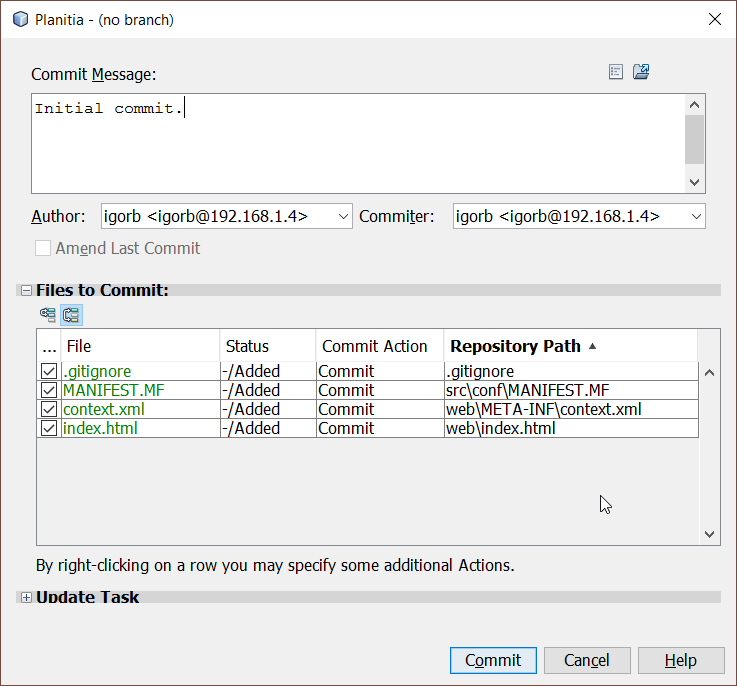 Planitia - (no branch)
Commit Message:
Initial commit.
Author: igorb <igorb@192.168.1.4> Commiter: igorb <igorb@192.168.1.4>
Amend Last Commit
Files to Commit:
... File Status Commit Action Repository Path
.gitignore -/Added Commit .gitignore
MANIFEST.MF -/Added Commit src\conf\MANIFEST.MF
context.xml -/Added Commit web\META-INF\context.xml
index.html -/Added Commit web\index.html
By right-clicking on a row you may specify some additional Actions.
Update Task
Commit Cancel Help